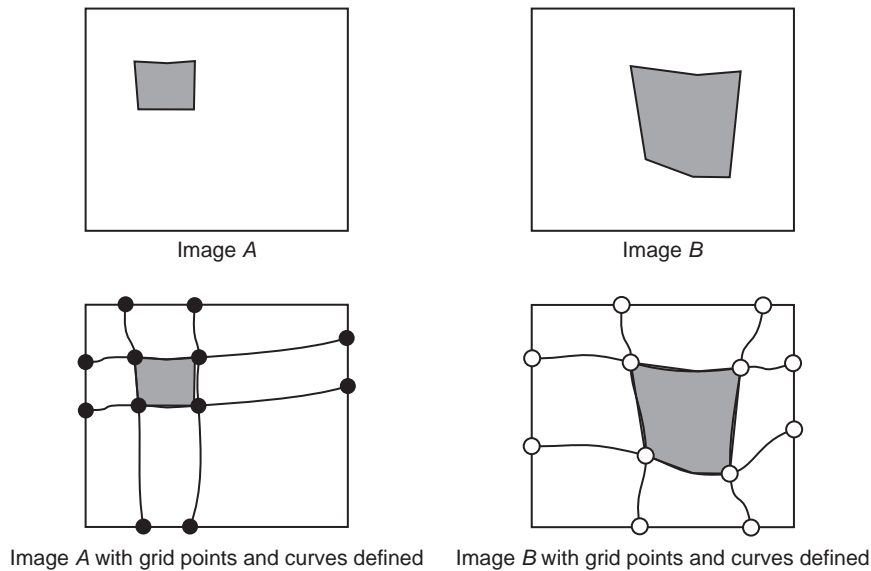 Image A
Image B
Image A with grid points and curves defined
Image B with grid points and curves defined